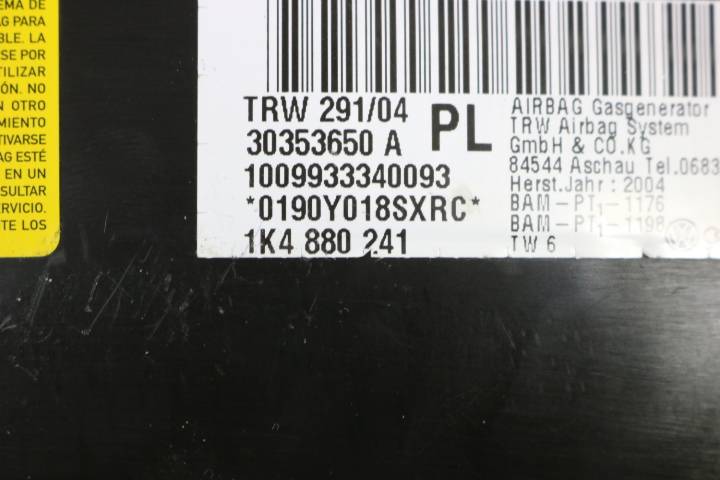 EMA DE
AG PARA
BLE. LA
SE POR
TILIZAR
ÓN. NO
N OTRO
MIENTO
TIVARSE
AG ESTÉ
EN UN
SULTAR
ERVICIO.
TE LOS
TRW 291/04
30353650 A
PL
1009933340093
*0190Y018SXRC*
1K4 880 241
AIRBAG Gasgenerator
TRW Airbag System
GmbH & CO.KG
84544 Aschau Tel.0683
Herst.Jahr: 2004
BAM-PT1-1176
BAM-PT1-1198
TW 6